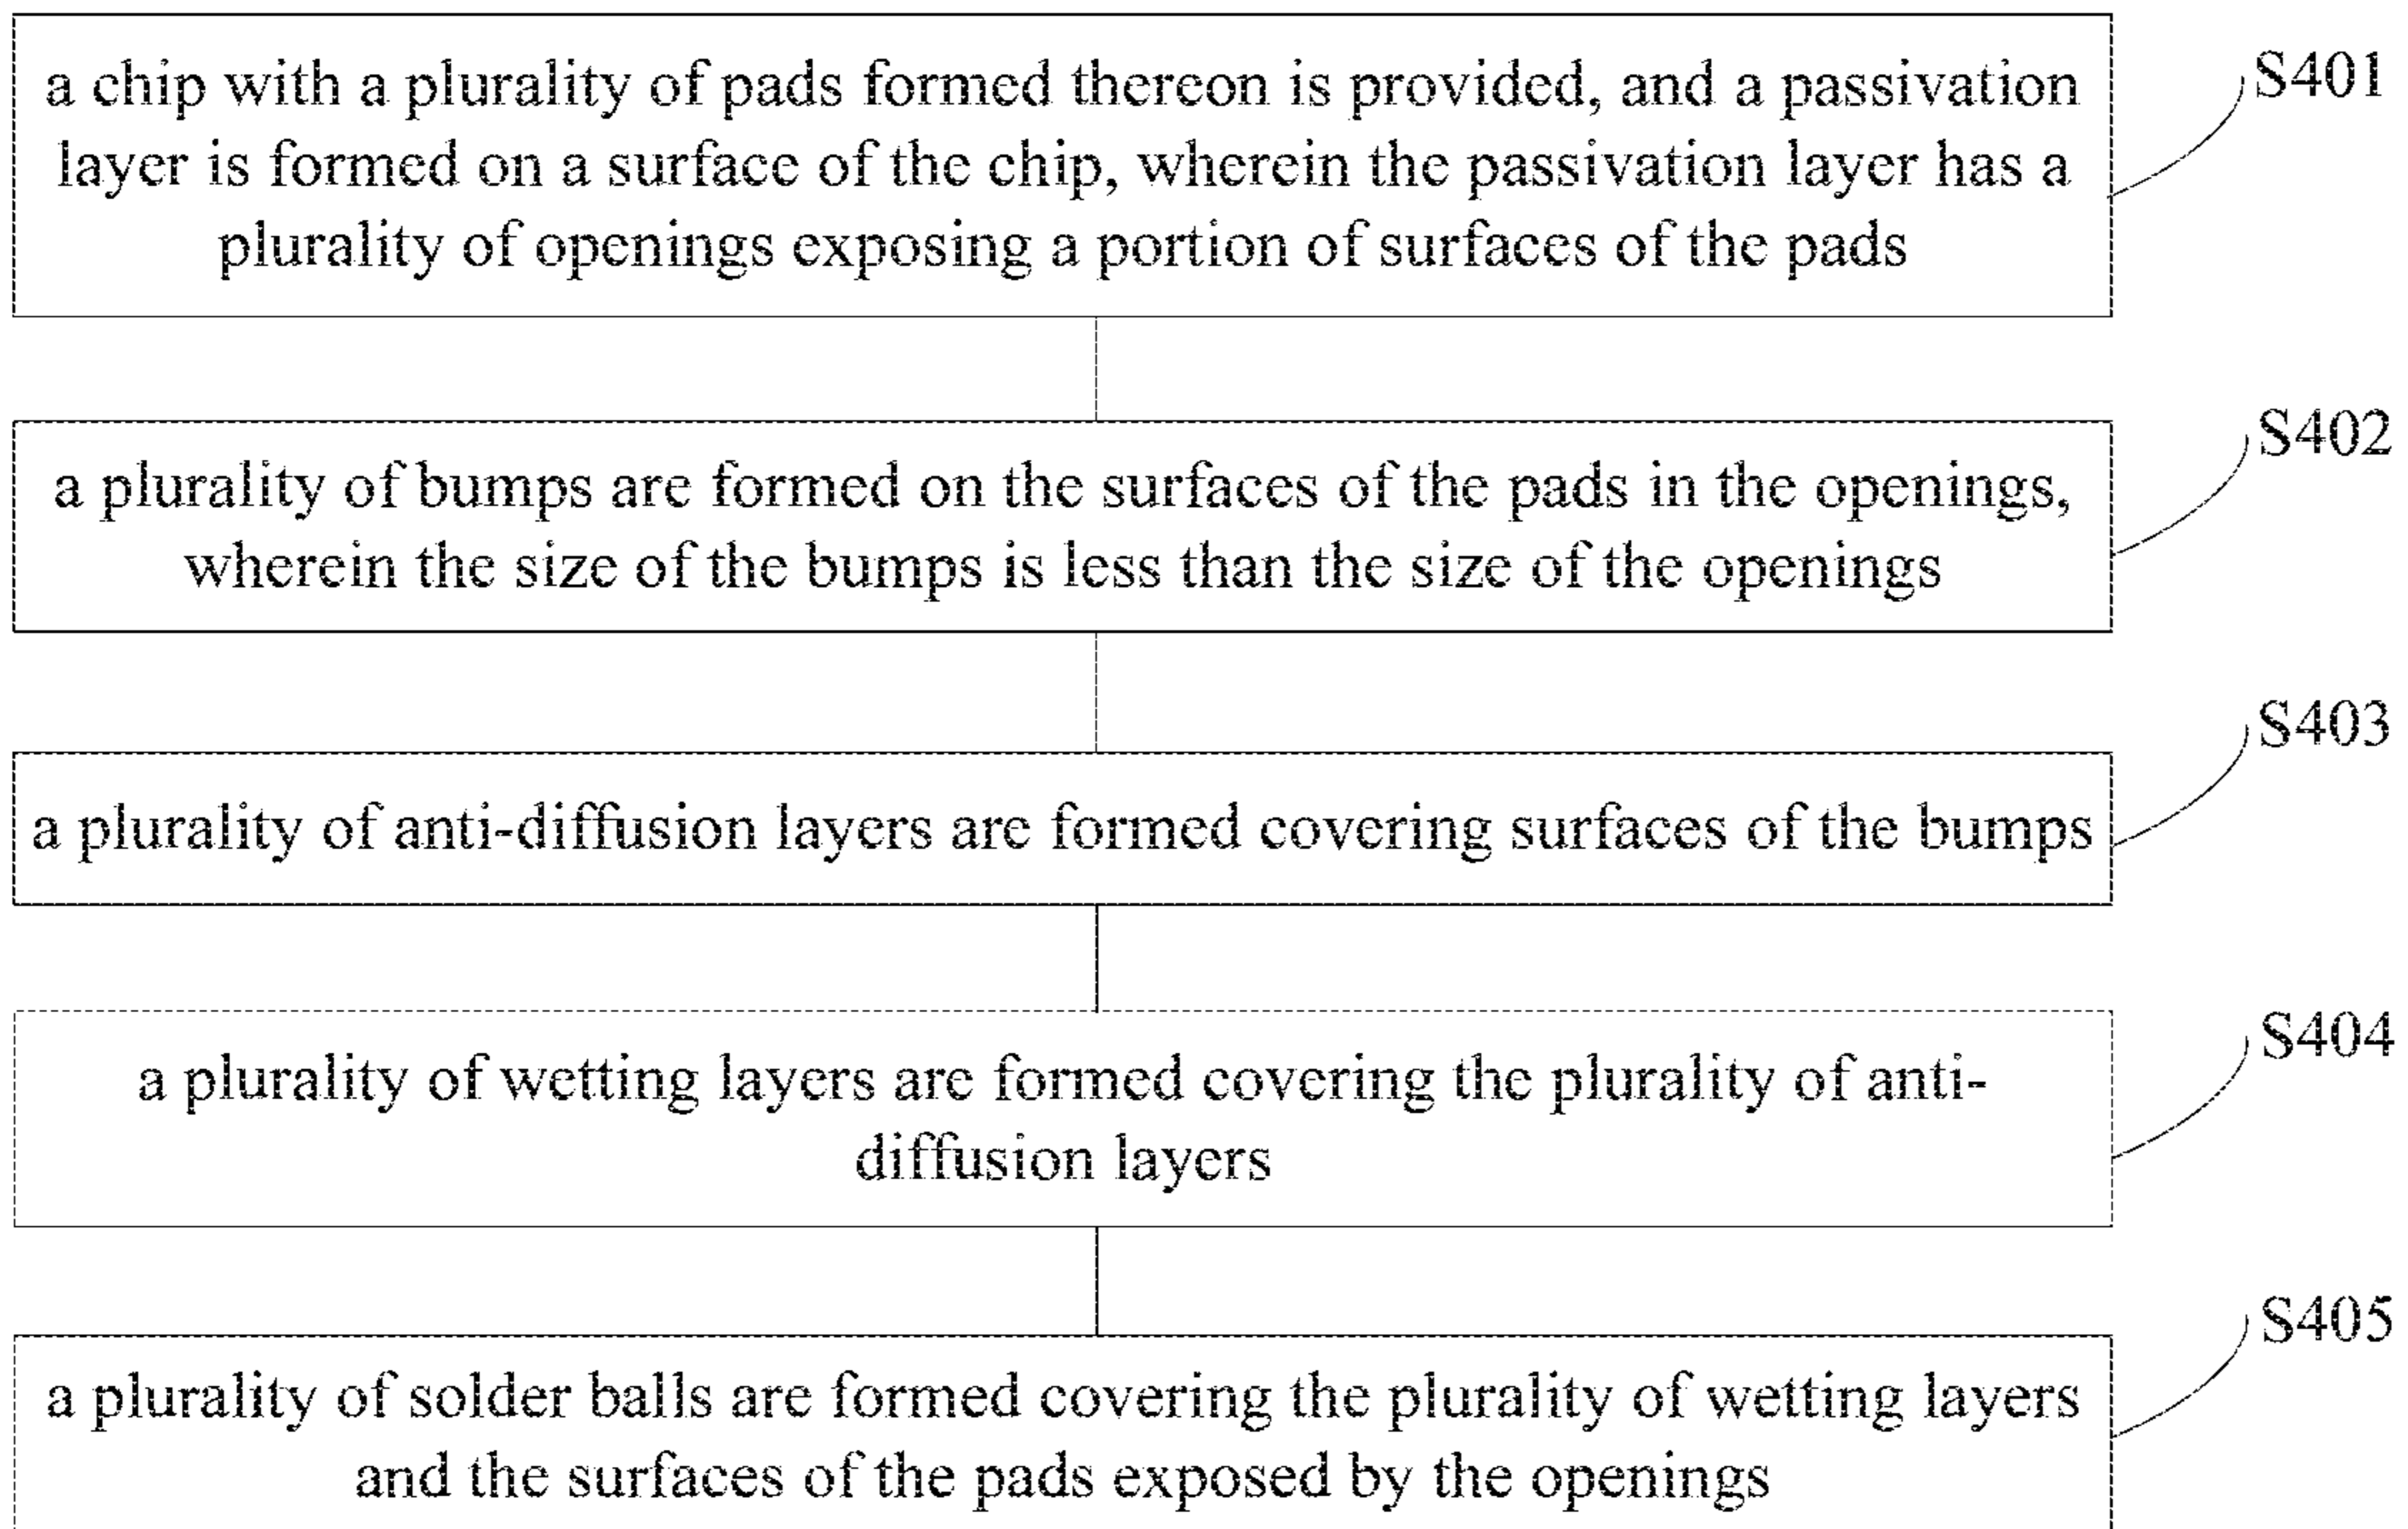 a chip with a plurality of pads formed thereon is provided, and a passivation
layer is formed on a surface of the chip, wherein the passivation layer has a
plurality of openings exposing a portion of surfaces of the pads
S401
a plurality of bumps are formed on the surfaces of the pads in the openings,
wherein the size of the bumps is less than the size of the openings
S402
a plurality of anti-diffusion layers are formed covering surfaces of the bumps
S403
a plurality of wetting layers are formed covering the plurality of anti-
diffusion layers
S404
a plurality of solder balls are formed covering the plurality of wetting layers
and the surfaces of the pads exposed by the openings
S405